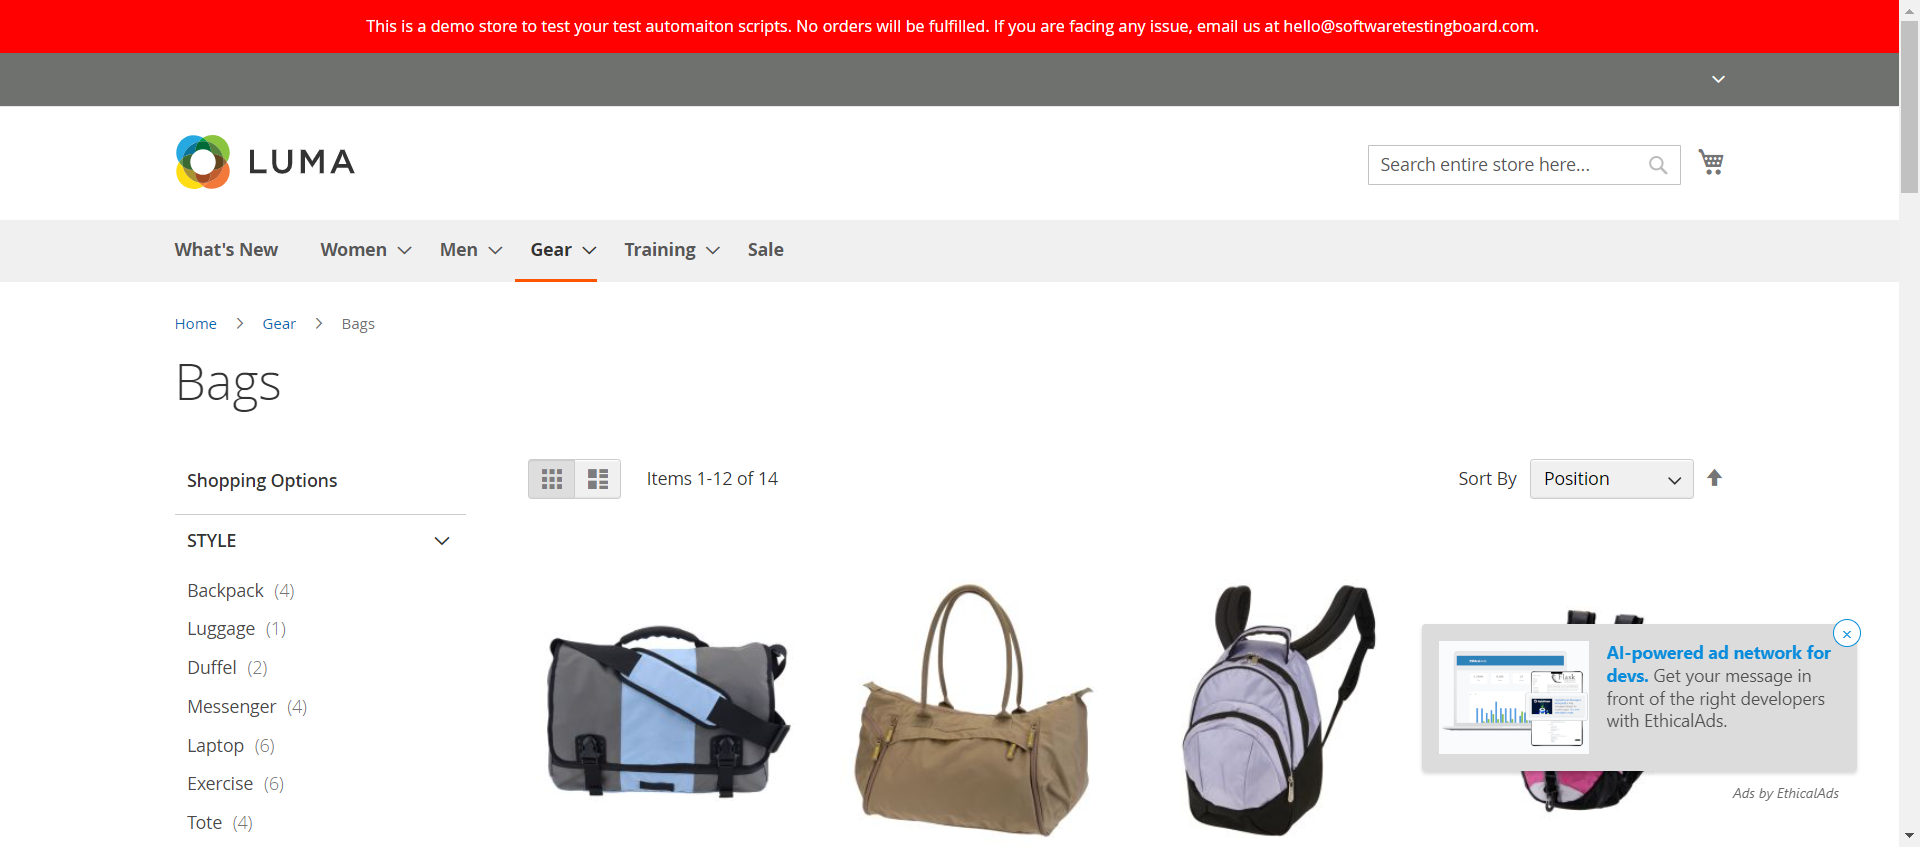 This is a demo store to test your test automaiton scripts. No orders will be fulfilled. If you are facing any issue, email us at hello@softwaretestingboard.com.
LUMA
Search entire store here...
What's New
Women
Men
Gear
Training
Sale
Home
Gear
Bags
Bags
Shopping Options
Items 1-12 of 14
Sort By
Position
STYLE
Backpack (4)
Luggage (1)
Duffel (2)
Messenger (4)
Laptop (6)
Exercise (6)
Tote (4)
AI-powered ad network for
devs. Get your message in
front of the right developers
with EthicalAds.
Ads by EthicalAds